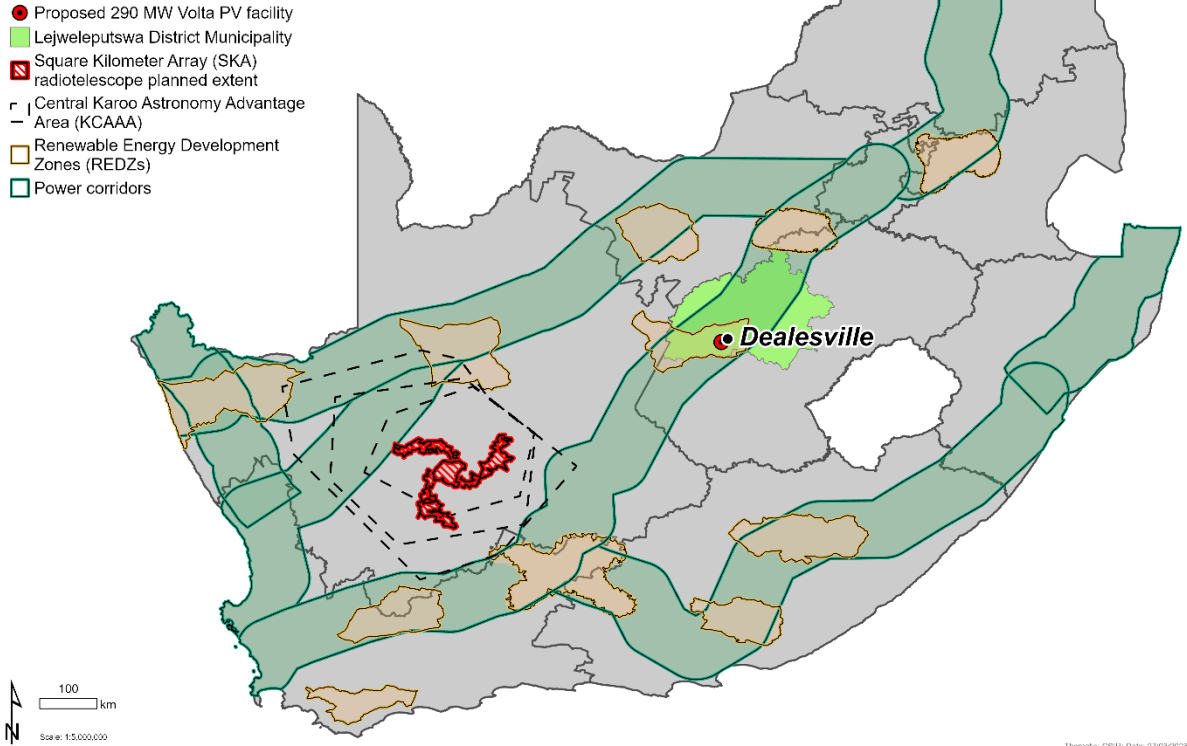 Proposed 290 MW Volta PV facility
Lejweleputswa District Municipality
Square Kilometer Array (SKA)
radiotelescope planned extent
Central Karoo Astronomy Advantage
Area (KCAAA)
Renewable Energy Development
Zones (REDZs)
Power corridors
Dealesville
100
km
N
Scale: 1:5,000,000